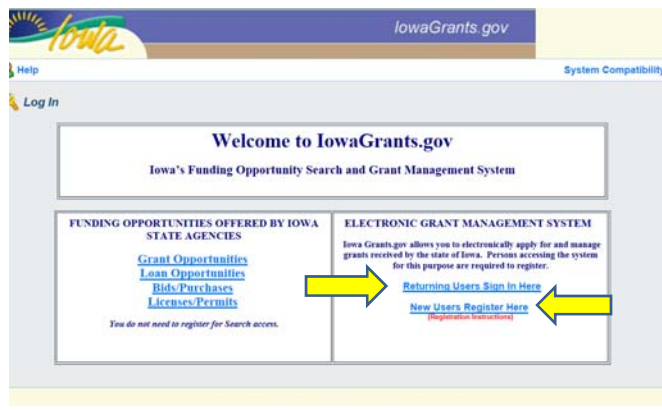 Iowa
IowaGrants.gov
Help
System Compatibility
Log In
Welcome to IowaGrants.gov
Iowa's Funding Opportunity Search and Grant Management System
FUNDING OPPORTUNITIES OFFERED BY IOWA
STATE AGENCIES
Grant Opportunities
Loan Opportunities
Bids/Purchases
Licenses/Permits
You do not need to register for Search access.
ELECTRONIC GRANT MANAGEMENT SYSTEM
Iowa Grants.gov allows you to electronically apply for and manage
grants received by the state of Iowa. Persons accessing the system
for this purpose are required to register.
Returning Users Sign In Here
New Users Register Here
(Registration Instructions)